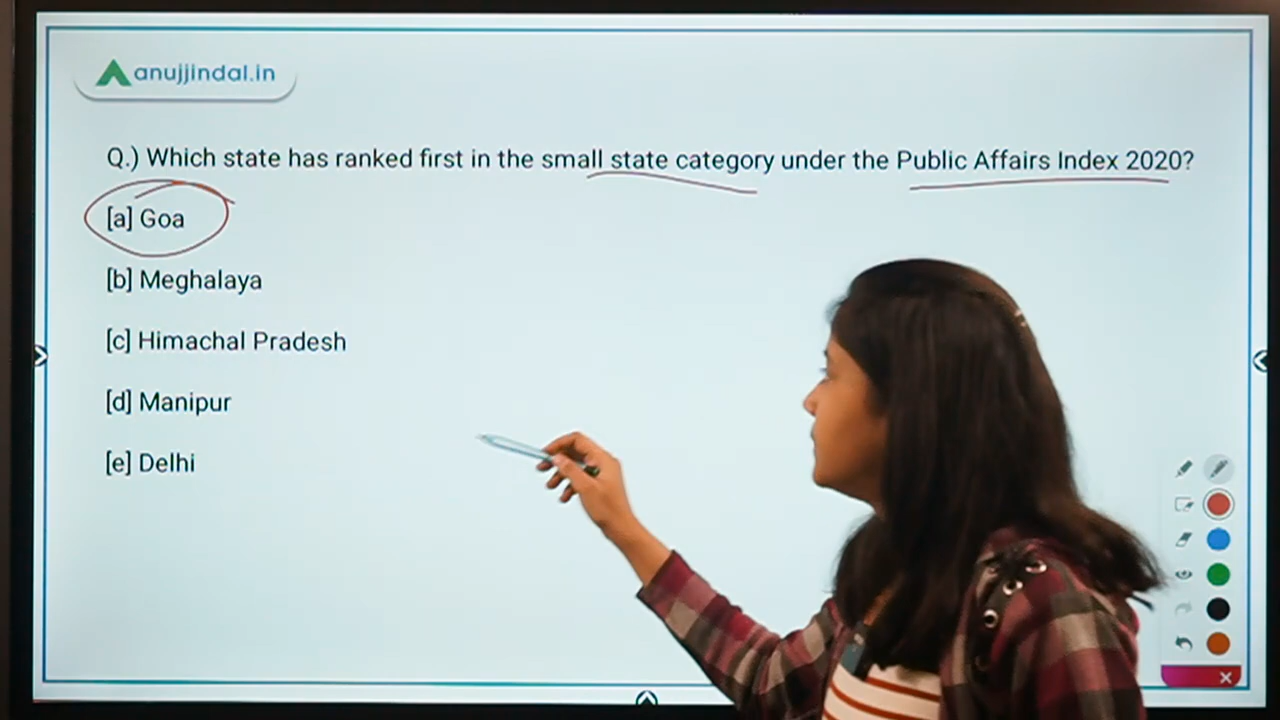 anujjindal.in
Q.) Which state has ranked first in the small state category under the Public Affairs Index 2020?
[a] Goa
[b] Meghalaya
[c] Himachal Pradesh
[d] Manipur
[e] Delhi